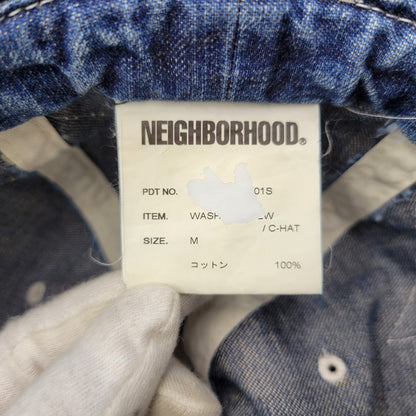 NEIGHBORHOOD®
PDT NO. 01S
ITEM. WASH EW
/ C-HAT
SIZE. M
コットン 100%